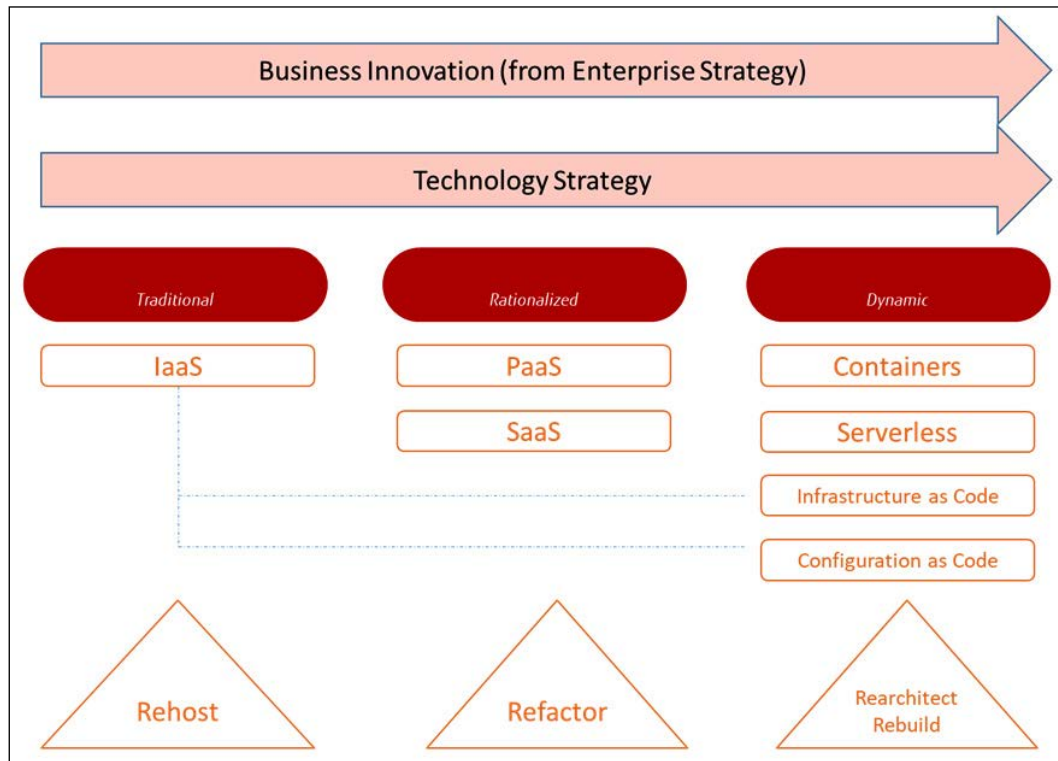 Business Innovation (from Enterprise Strategy)
Technology Strategy
Traditional
Rationalized
Dynamic
IaaS
PaaS
Containers
SaaS
Serverless
Infrastructure as Code
Configuration as Code
Rehost
Refactor
Rearchitect
Rebuild